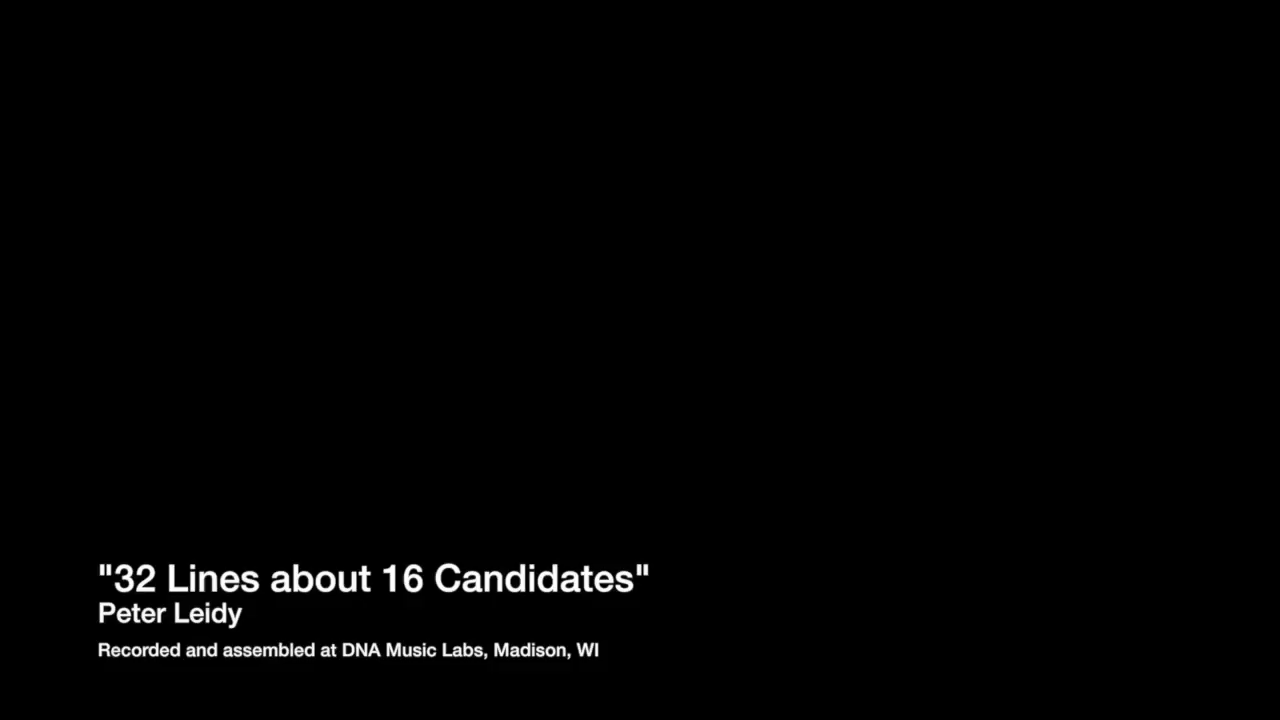 "32 Lines about 16 Candidates"
Peter Leidy
Recorded and assembled at DNA Music Labs, Madison, WI